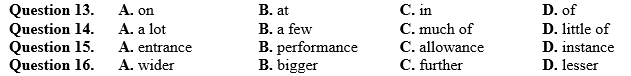 Question 13. A. on B. at C. in D. of
Question 14. A. a lot B. a few C. much of D. little of
Question 15. A. entrance B. performance C. allowance D. instance
Question 16. A. wider B. bigger C. further D. lesser